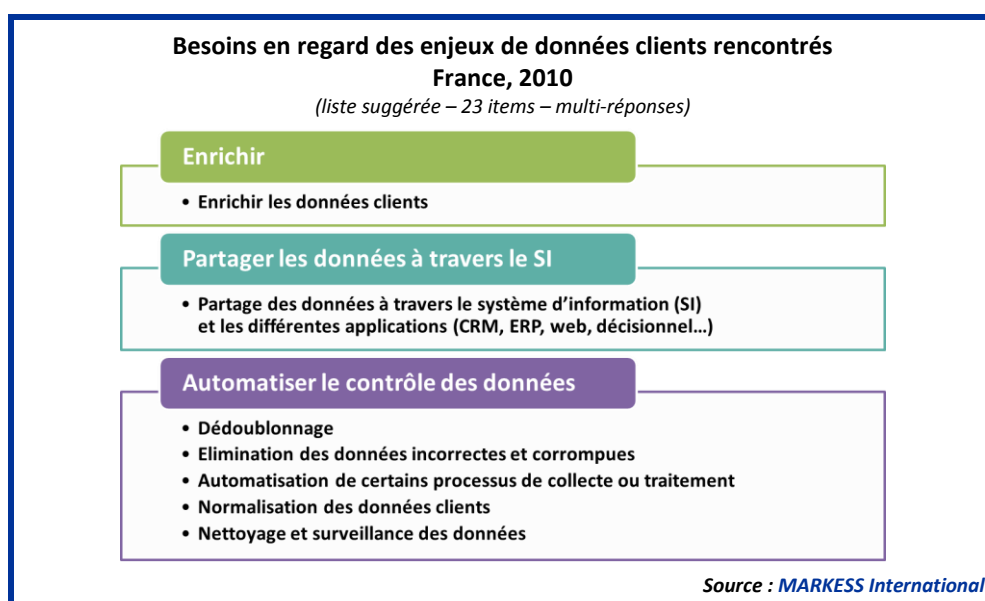 Besoins en regard des enjeux de données clients rencontrés
France, 2010
(liste suggérée – 23 items – multi-réponses)
Enrichir
• Enrichir les données clients
Partager les données à travers le SI
• Partage des données à travers le système d'information (SI)
et les différentes applications (CRM, ERP, web, décisionnel...)
Automatiser le contrôle des données
• Dédoublonnage
• Elimination des données incorrectes et corrompues
• Automatisation de certains processus de collecte ou traitement
• Normalisation des données clients
• Nettoyage et surveillance des données
Source : MARKESS International